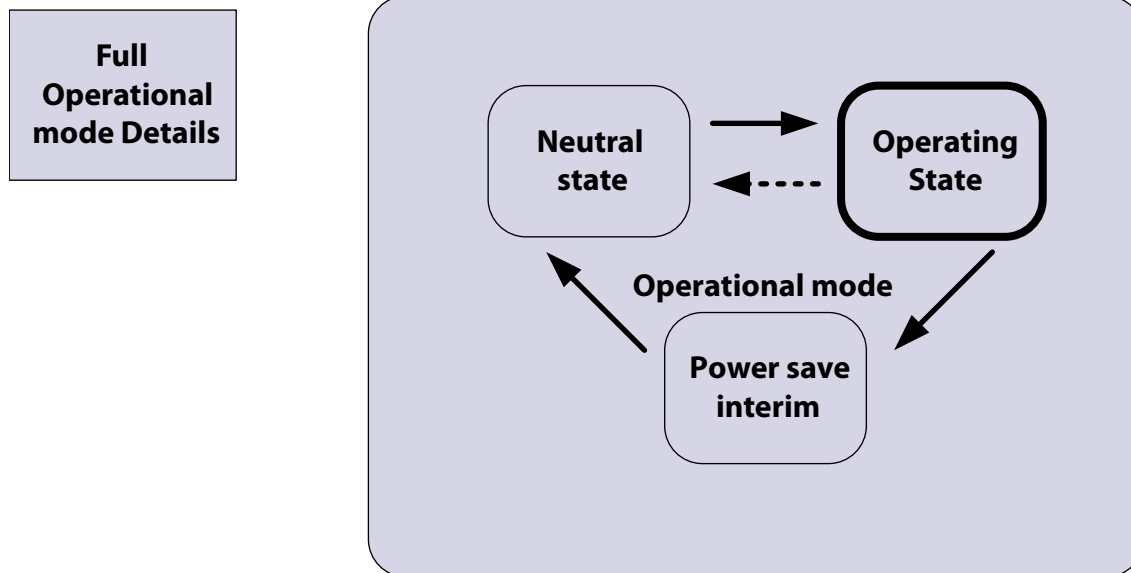 Full
Operational
mode Details
Neutral
state
Operating
State
Operational mode
Power save
interim